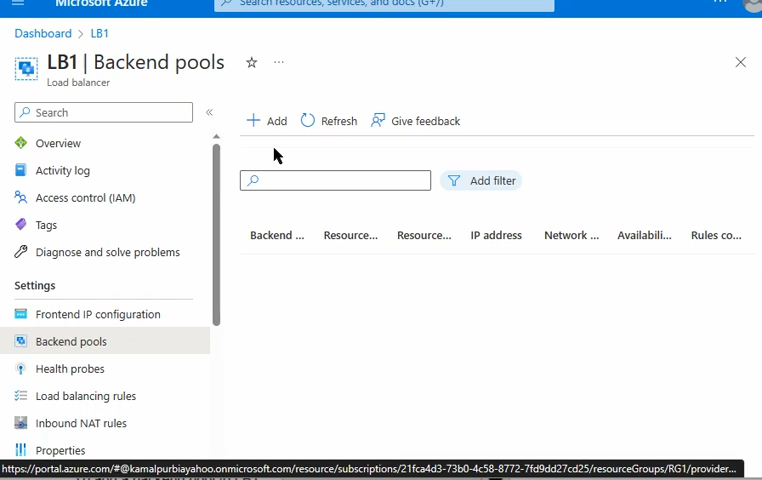 Microsoft Azure
Search resources, services, and docs (G+/)
Dashboard > LB1
LB1 | Backend pools
Load balancer
Search
Add Refresh Give feedback
Overview
Activity log
Access control (IAM)
Tags
Diagnose and solve problems
Settings
Frontend IP configuration
Backend pools
Health probes
Load balancing rules
Inbound NAT rules
Properties
Add filter
Backend ... Resource... Resource... IP address Network ... Availabili... Rules co...
https://portal.azure.com/#@kamalpurbiayahoo.onmicrosoft.com/resource/subscriptions/21fca4d3-73b0-4c58-8772-7fd9dd27cd25/resourceGroups/RG1/provider...